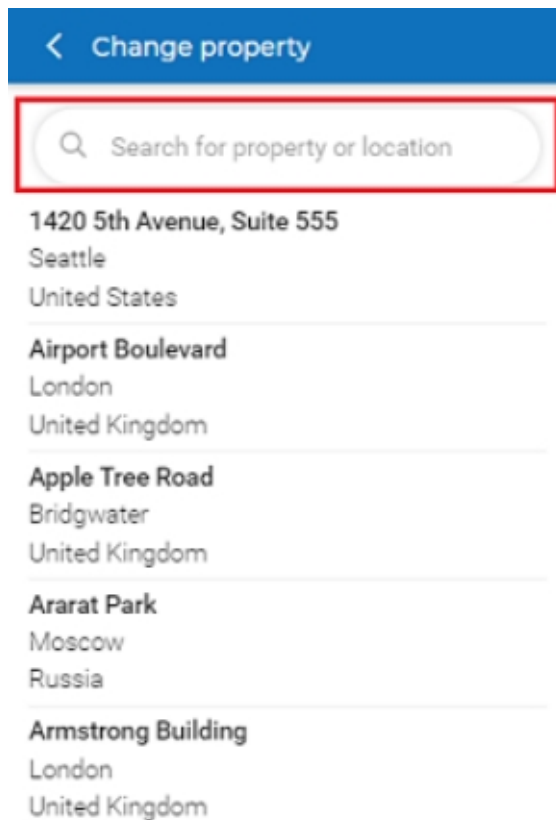 Change property
Search for property or location
1420 5th Avenue, Suite 555
Seattle
United States
Airport Boulevard
London
United Kingdom
Apple Tree Road
Bridgwater
United Kingdom
Ararat Park
Moscow
Russia
Armstrong Building
London
United Kingdom